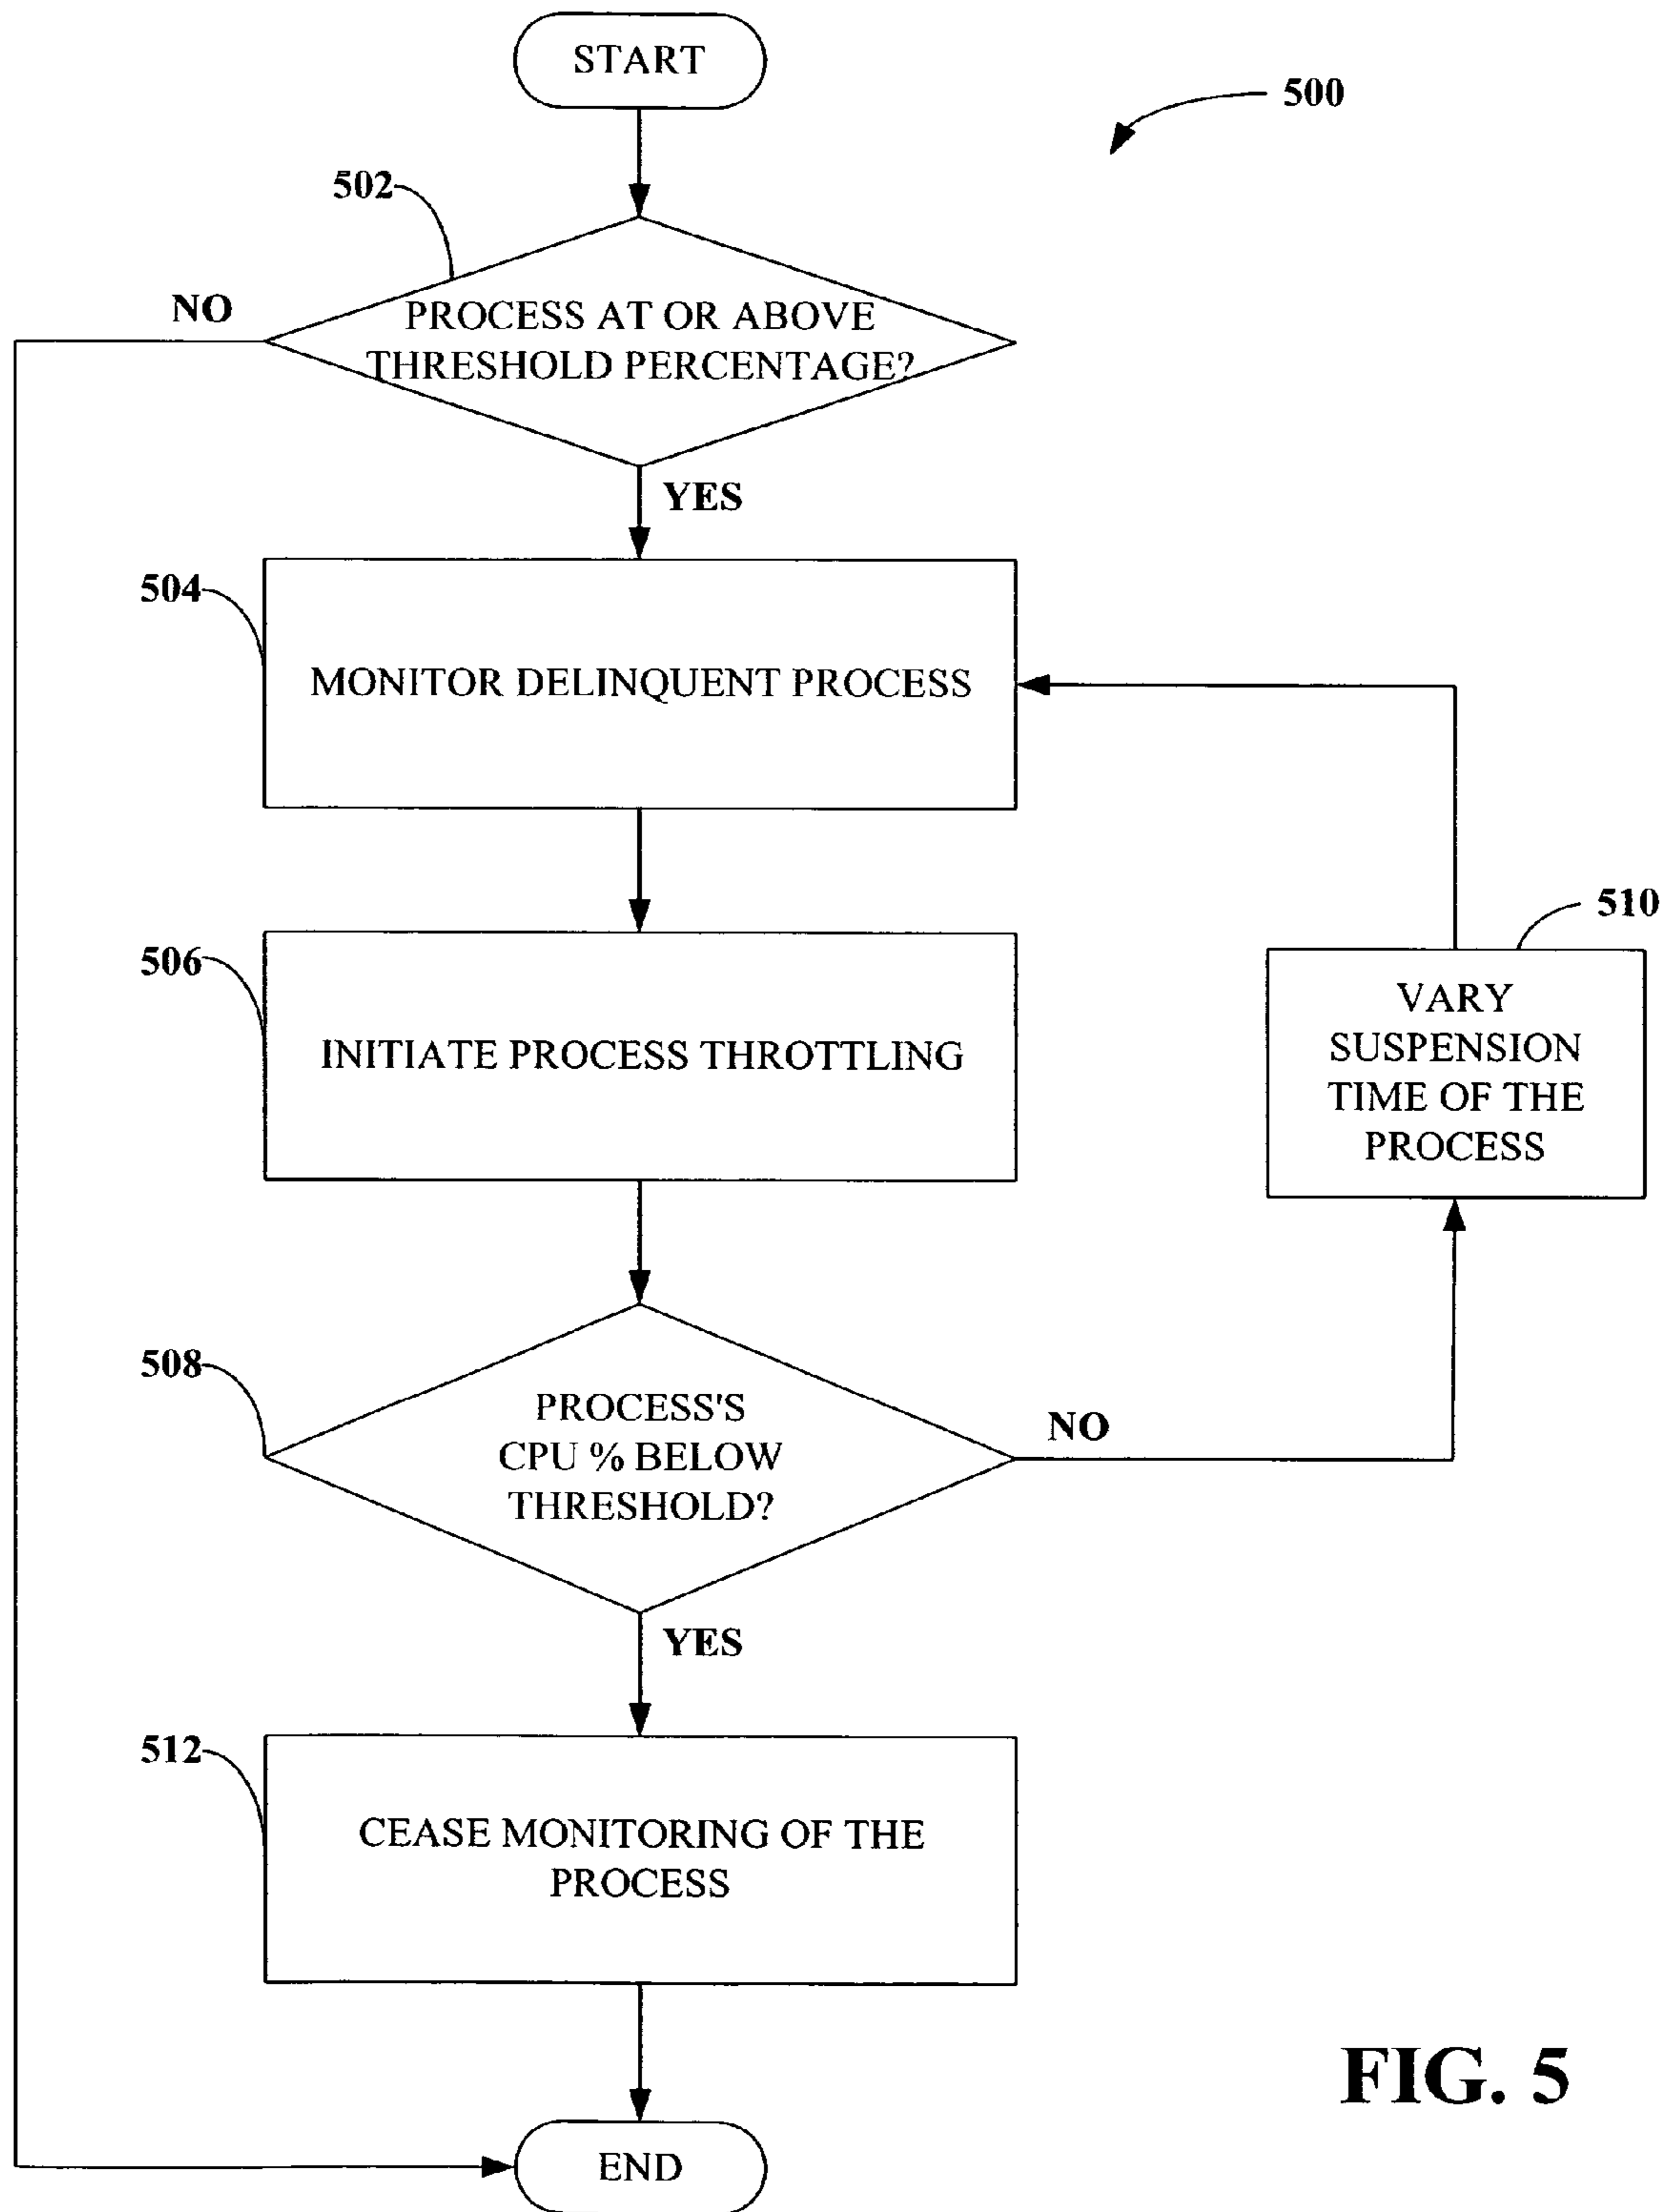 START
500
502
NO
PROCESS AT OR ABOVE
THRESHOLD PERCENTAGE?
YES
504
MONITOR DELINQUENT PROCESS
506
INITIATE PROCESS THROTTLING
510
VARY
SUSPENSION
TIME OF THE
PROCESS
508
PROCESS'S
CPU % BELOW
THRESHOLD?
NO
YES
512
CEASE MONITORING OF THE
PROCESS
END
FIG. 5